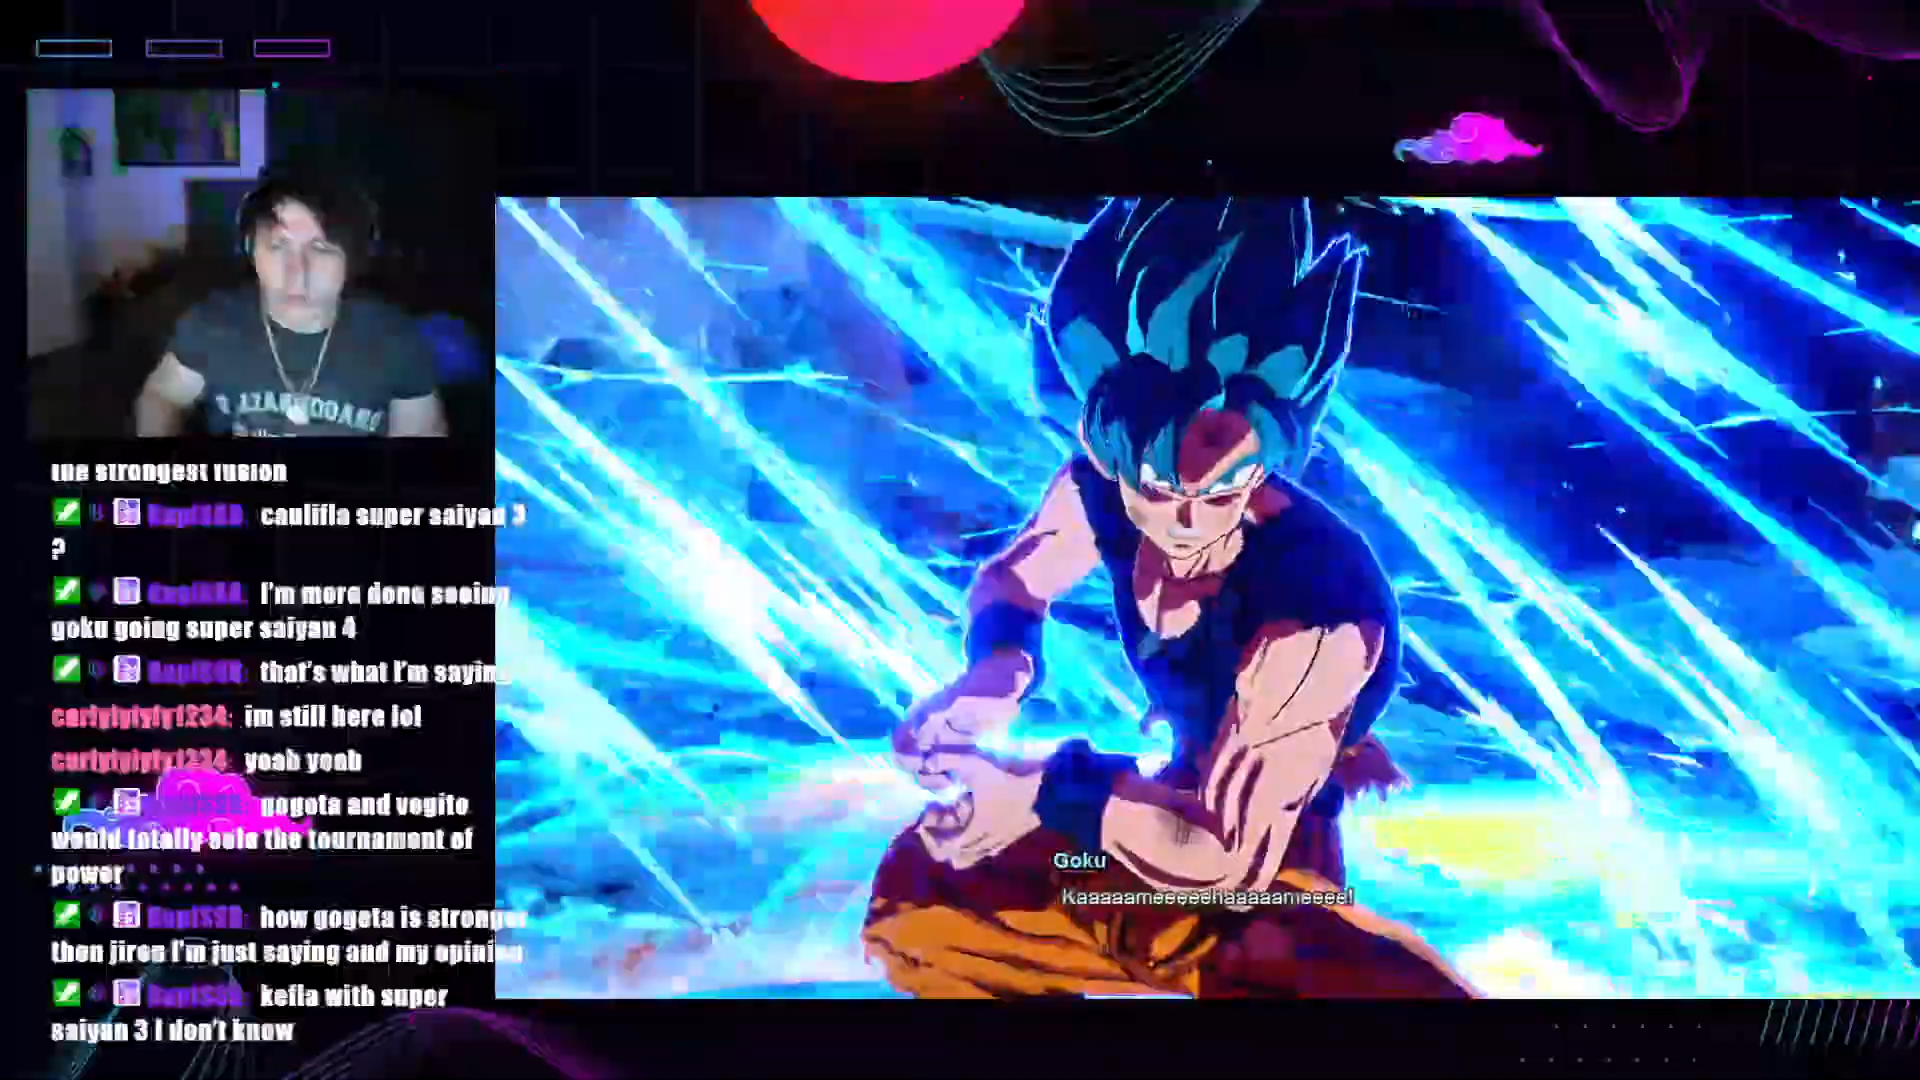 the strongest fusion
caulifla super saiyan 3
?
I'm more done seeing
goku going super saiyan 4
that's what I'm saying
im still here lol
yeah yeah
gogeta and vegito
would totally solo the tournament of
power
how gogeta is stronger
then jiren I'm just saying and my opinion
kefla with super
saiyan 3 I don't know
Goku
Kaaaaameeeeehaaaaameeee!